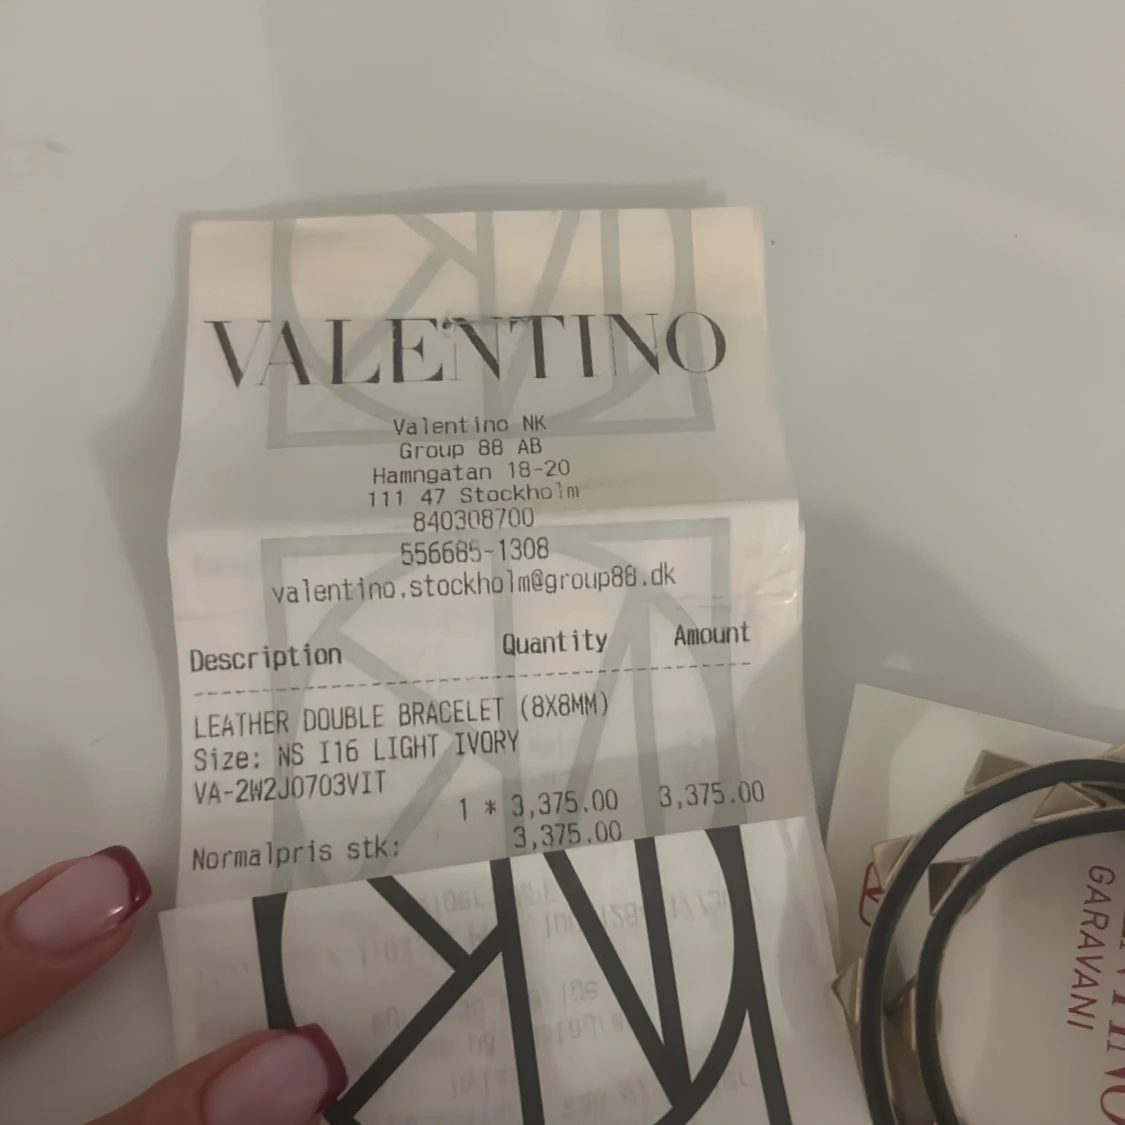 VALENTINO
Valentino NK
Group 88 AB
Hamngatan 18-20
111 47 Stockholm
840308700
556685-1308
valentino.stockholm@group88.dk
Description Quantity Amount
LEATHER DOUBLE BRACELET (8X8MM)
Size: NS I16 LIGHT IVORY
VA-2W2J0703VIT
1 * 3,375.00 3,375.00
Normalpris stk: 3,375.00
GARAVANI